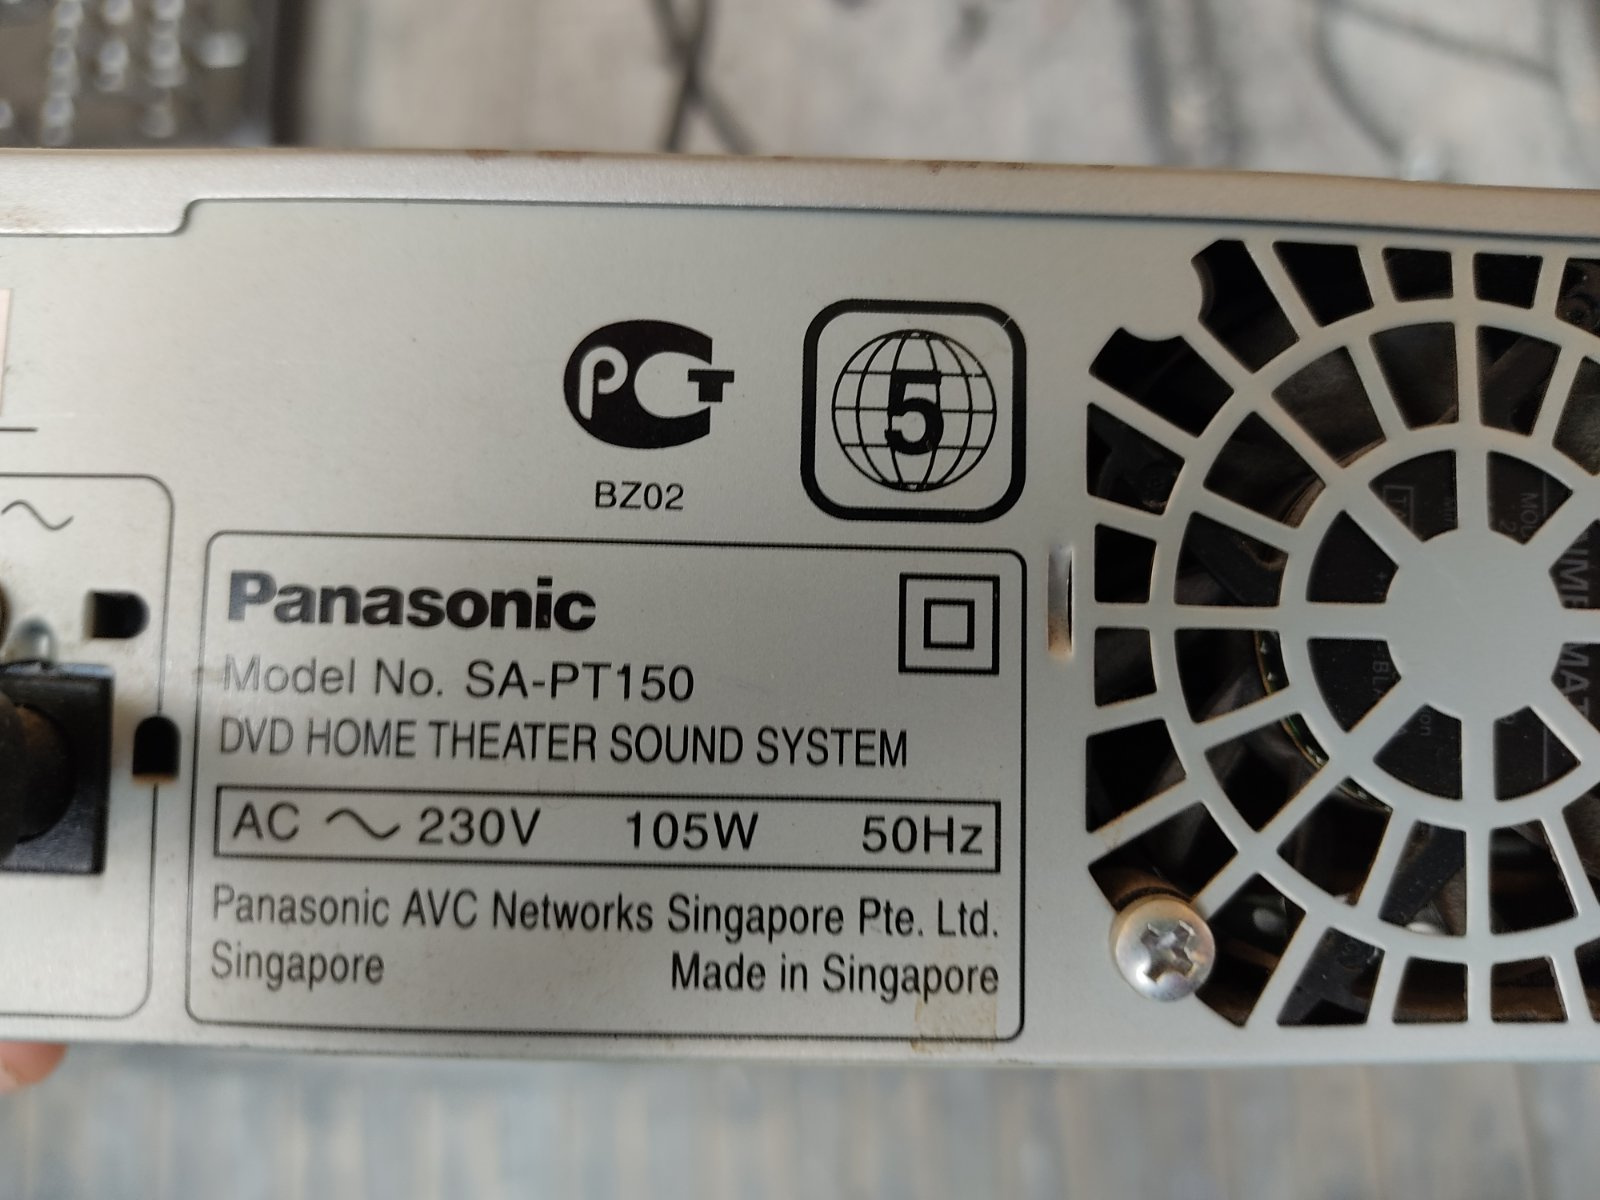 РСТ
BZ02
5
Panasonic
Model No. SA-PT150
DVD HOME THEATER SOUND SYSTEM
AC ~ 230V 105W 50Hz
Panasonic AVC Networks Singapore Pte. Ltd.
Singapore Made in Singapore